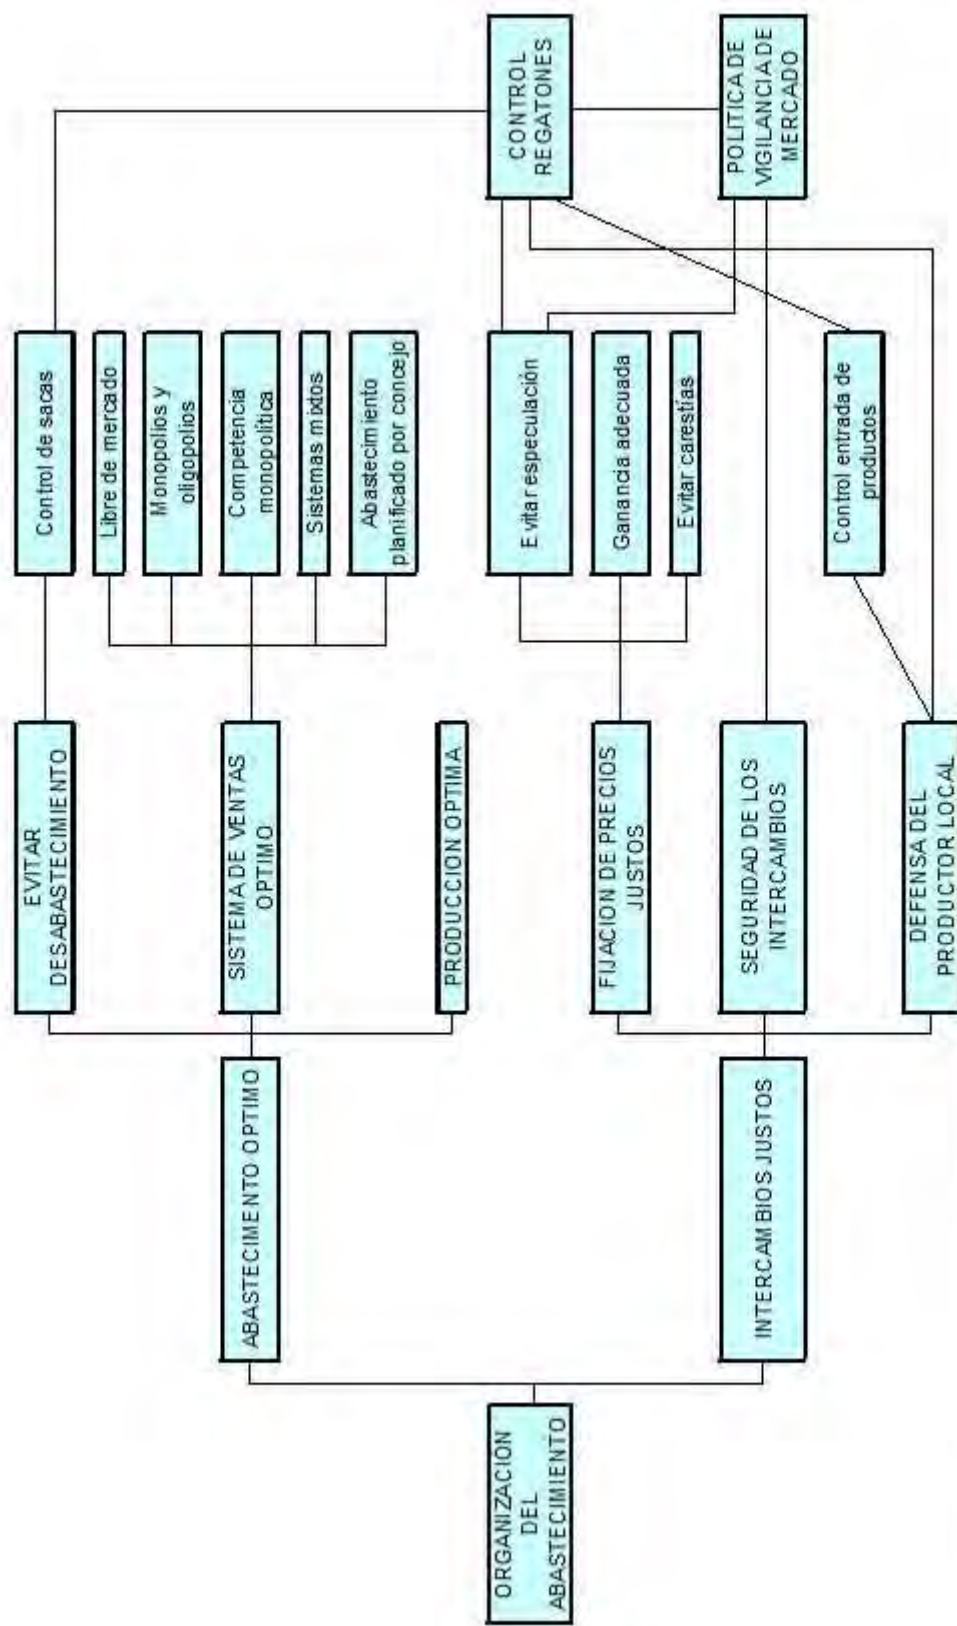 ORGANIZACION
DEL
ABASTECIMIENTO
ABASTECIMENTO OPTIMO
INTERCAMBIOS JUSTOS
EVITAR
DESABASTECIMIENTO
SISTEMA DE VENTAS
OPTIMO
PRODUCCION OPTIMA
FIJACION DE PRECIOS
JUSTOS
SEGURIDAD DE LOS
INTERCAMBIOS
DEFENSA DEL
PRODUCTOR LOCAL
Control de sacas
Libre de mercado
Monopolios y
oligopolios
Competencia
monopolítica
Sistemas mixtos
Abastecimiento
planificado por concejo
Evitar especulación
Ganancia adecuada
Evitar carestías
Control entrada de
productos
CONTROL
REGATONES
POLITICA DE
VIGILANCIA DE
MERCADO